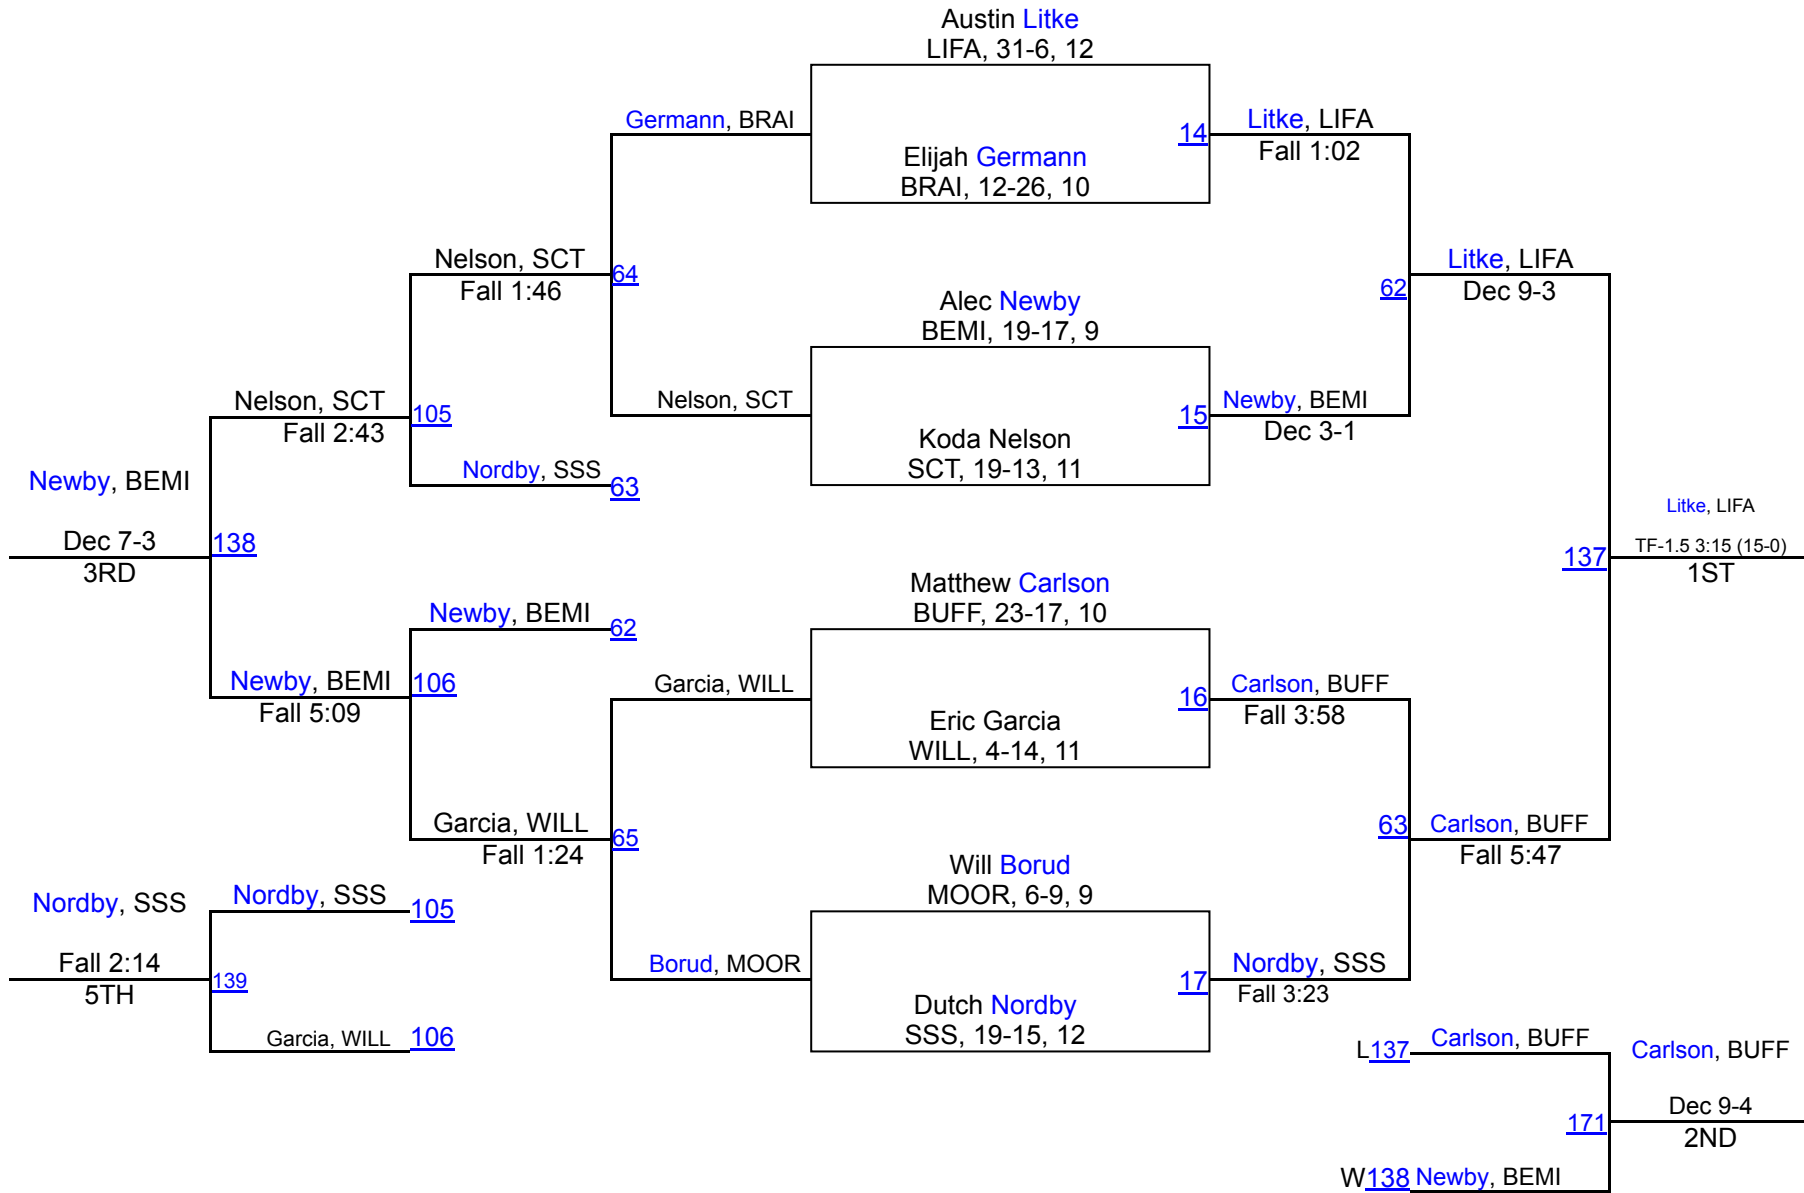 Austin Litke
LIFA, 31-6, 12
Germann, BRAI
14
Litke, LIFA
Fall 1:02
Elijah Germann
BRAI, 12-26, 10
Nelson, SCT
Fall 1:46
64
62
Litke, LIFA
Dec 9-3
Alec Newby
BEMI, 19-17, 9
Nelson, SCT
15
Newby, BEMI
Dec 3-1
Koda Nelson
SCT, 19-13, 11
Nelson, SCT
Fall 2:43
105
Nordby, SSS
63
Newby, BEMI
Dec 7-3
3RD
138
137
Litke, LIFA
TF-1.5 3:15 (15-0)
1ST
Matthew Carlson
BUFF, 23-17, 10
Newby, BEMI
62
Newby, BEMI
Fall 5:09
106
Garcia, WILL
16
Carlson, BUFF
Fall 3:58
Eric Garcia
WILL, 4-14, 11
Garcia, WILL
Fall 1:24
65
63
Carlson, BUFF
Fall 5:47
Will Borud
MOOR, 6-9, 9
Borud, MOOR
17
Nordby, SSS
Fall 3:23
Dutch Nordby
SSS, 19-15, 12
Nordby, SSS
Fall 2:14
5TH
Nordby, SSS
105
139
Garcia, WILL
106
L137
Carlson, BUFF
Carlson, BUFF
Dec 9-4
2ND
171
W138
Newby, BEMI